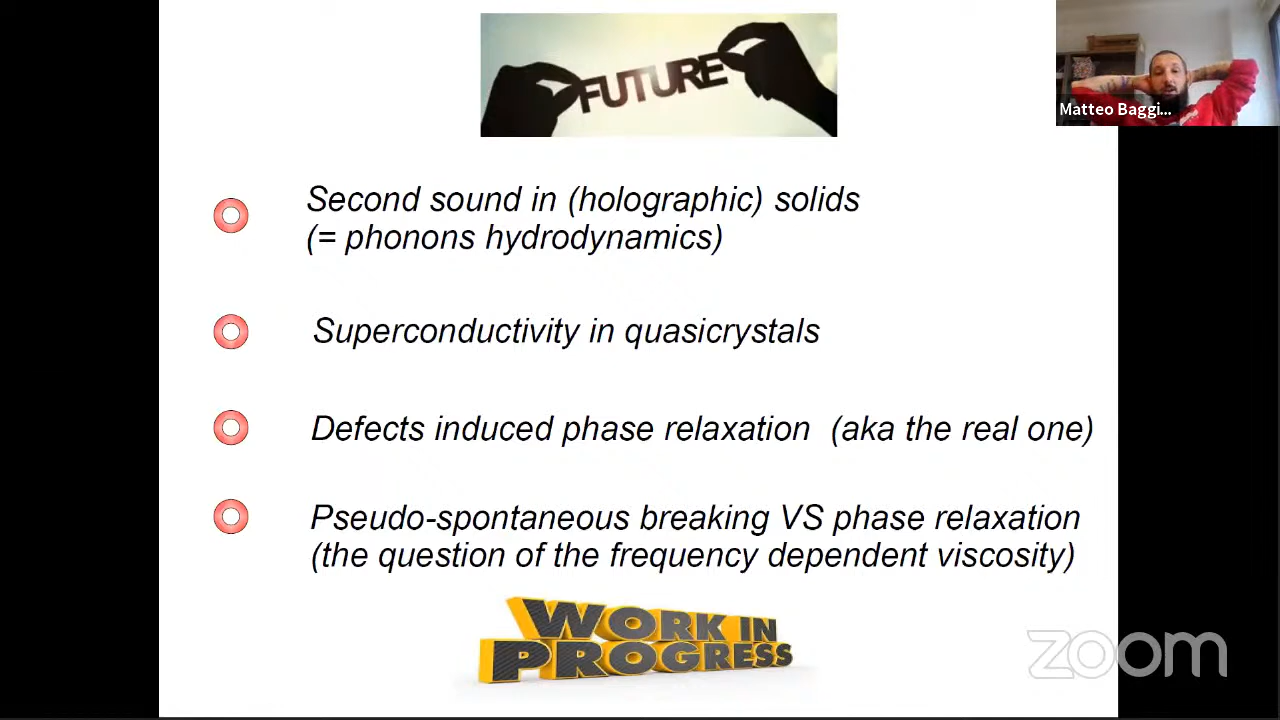 FUTURE
Matteo Baggi...
Second sound in (holographic) solids
(= phonons hydrodynamics)
Superconductivity in quasicrystals
Defects induced phase relaxation (aka the real one)
Pseudo-spontaneous breaking VS phase relaxation
(the question of the frequency dependent viscosity)
WORK IN
PROGRESS
zoom